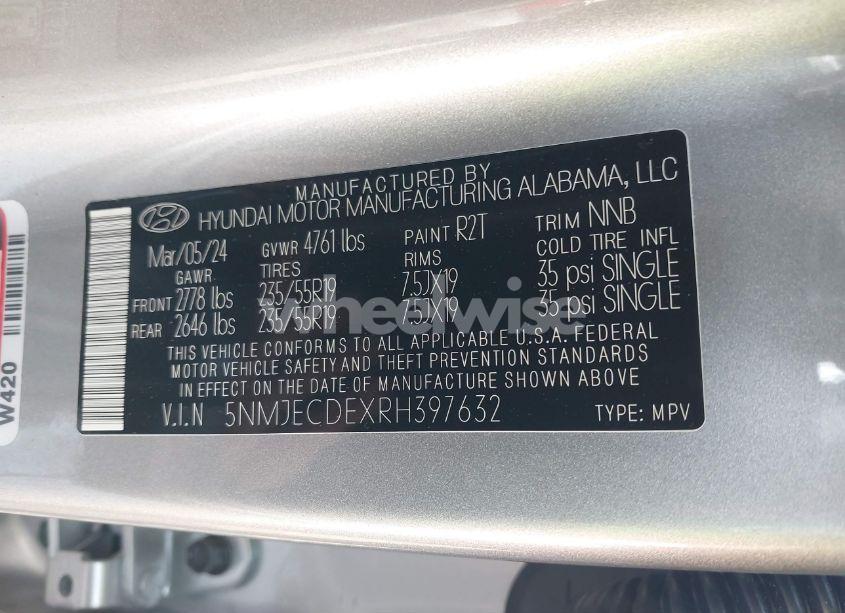 MANUFACTURED BY
HYUNDAI MOTOR MANUFACTURING ALABAMA, LLC
Mar/05/24 GVWR 4761 lbs PAINT R2T TRIM NNB
GAWR TIRES RIMS COLD TIRE INFL
FRONT 2778 lbs 235/55R19 7.5JX19 35 psi SINGLE
REAR 2646 lbs 235/55R19 7.5JX19 35 psi SINGLE
wheelwise
THIS VEHICLE CONFORMS TO ALL APPLICABLE U.S.A. FEDERAL
MOTOR VEHICLE SAFETY AND THEFT PREVENTION STANDARDS
IN EFFECT ON THE DATE OF MANUFACTURE SHOWN ABOVE.
V.I.N 5NMJECDEXRH397632 TYPE: MPV
W420